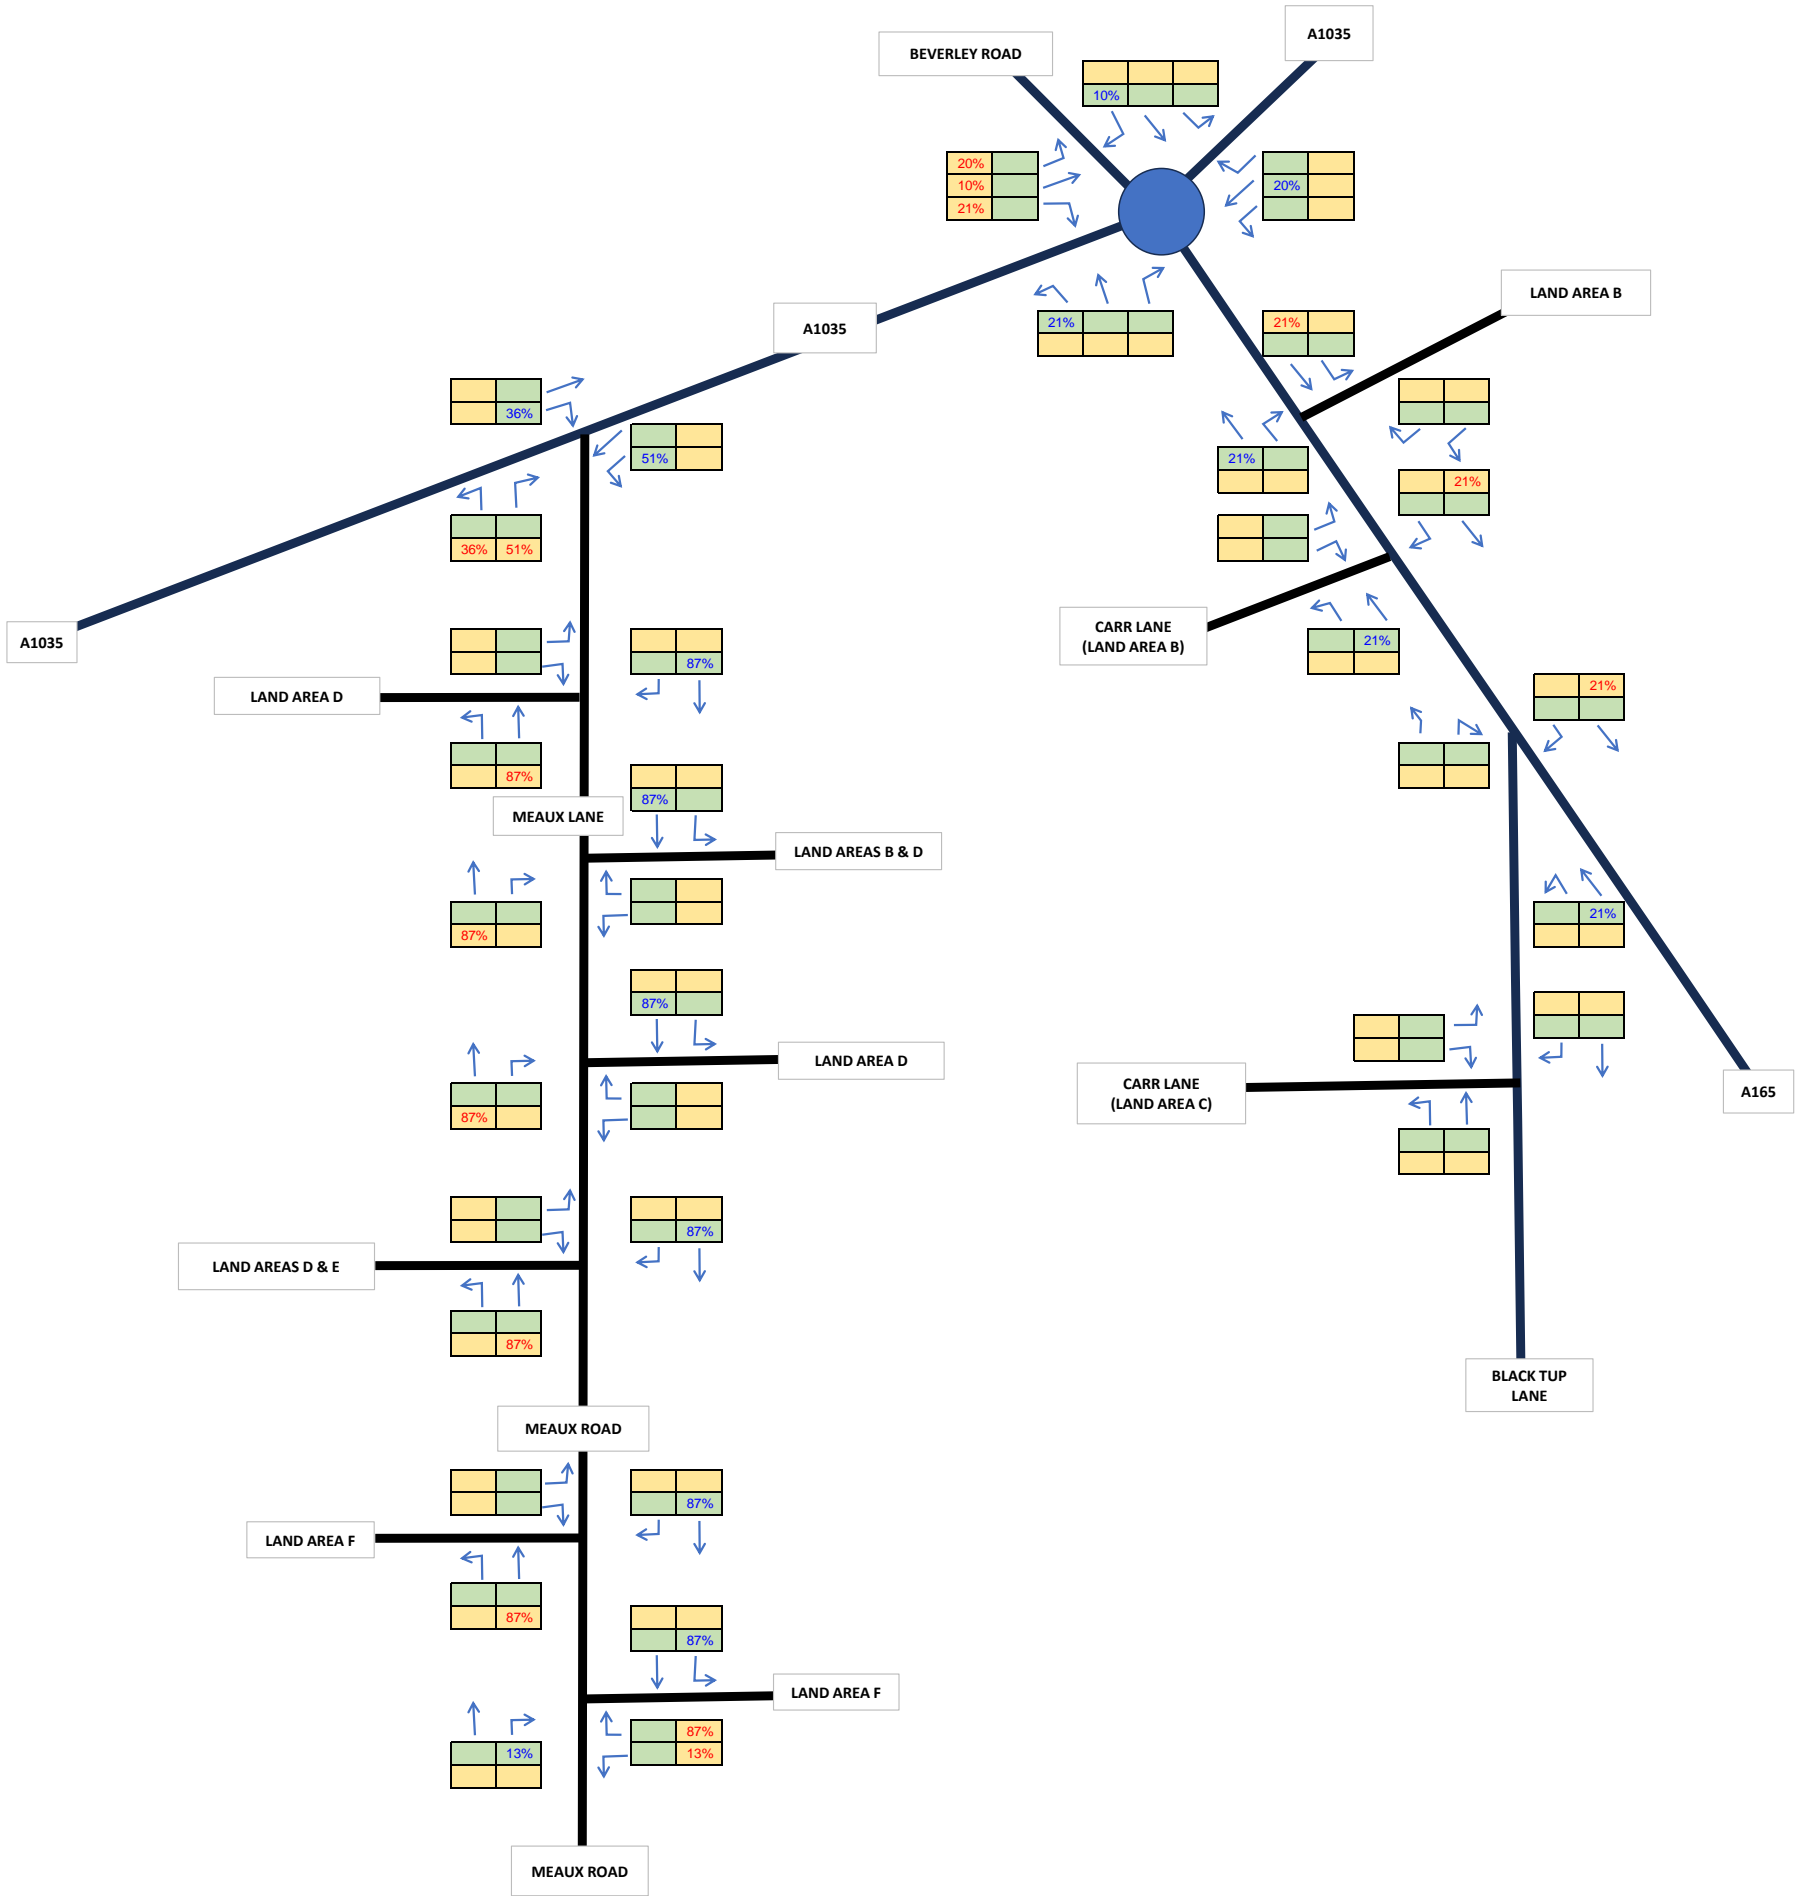 A1035
BEVERLEY ROAD
10%
20%
10%
21%
20%
LAND AREA B
21%
21%
A1035
36%
51%
21%
21%
36% 51%
A1035
CARR LANE
(LAND AREA B)
21%
87%
LAND AREA D
21%
87%
87%
MEAUX LANE
LAND AREAS B & D
87%
21%
87%
LAND AREA D
87%
CARR LANE
(LAND AREA C)
A165
87%
LAND AREAS D & E
87%
BLACK TUP
LANE
MEAUX ROAD
87%
LAND AREA F
87%
87%
LAND AREA F
87%
13%
13%
MEAUX ROAD